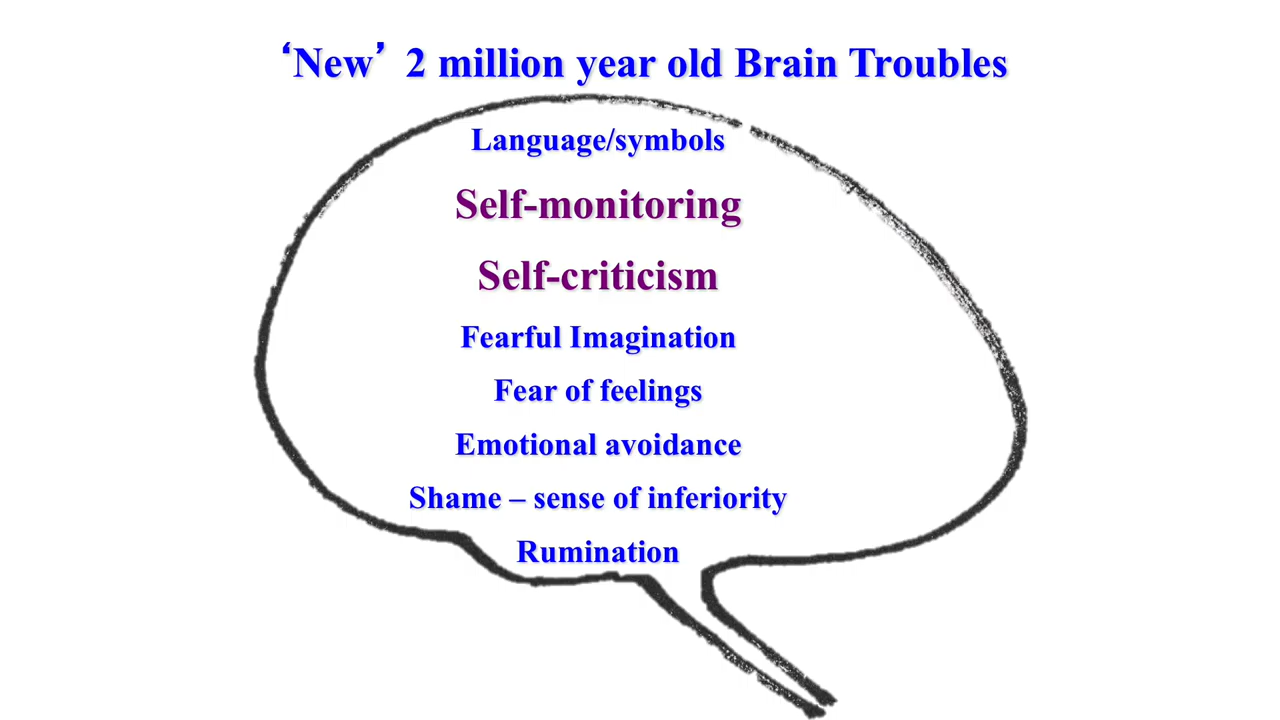 ‘New’ 2 million year old Brain Troubles
Language/symbols
Self-monitoring
Self-criticism
Fearful Imagination
Fear of feelings
Emotional avoidance
Shame – sense of inferiority
Rumination